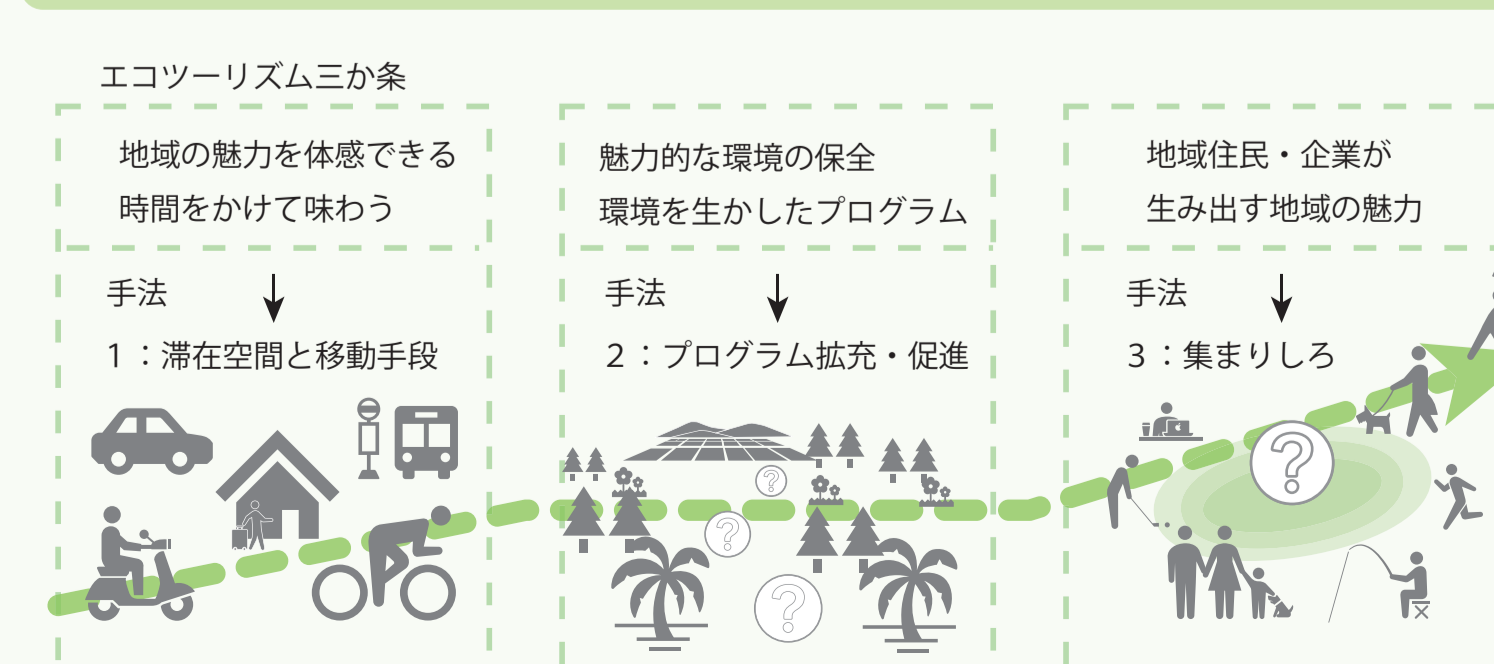 エコツーリズム三か条
地域の魅力を体感できる
時間をかけて味わう
手法
1：滞在空間と移動手段
魅力的な環境の保全
環境を生かしたプログラム
手法
2：プログラム拡充・促進
?
?
?
地域住民・企業が
生み出す地域の魅力
手法
3：集まりしろ
?